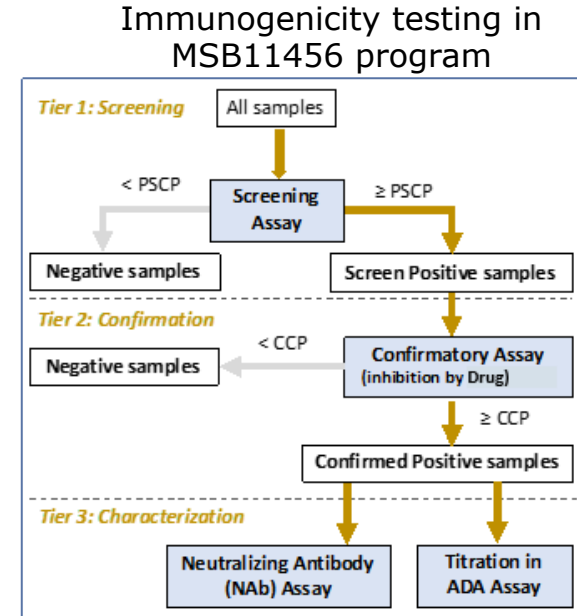 Immunogenicity testing in
MSB11456 program
Tier 1: Screening
All samples
< PSCP
Screening
Assay
≥ PSCP
Negative samples
Screen Positive samples
Tier 2: Confirmation
< CCP
Negative samples
Confirmatory Assay
(inhibition by Drug)
≥ CCP
Confirmed Positive samples
Tier 3: Characterization
Neutralizing Antibody
(NAb) Assay
Titration in
ADA Assay